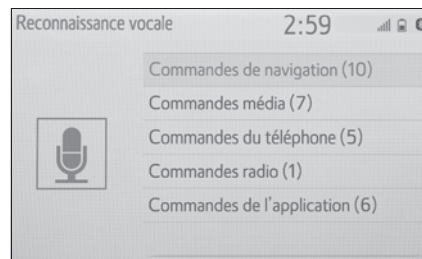 Reconnaissance vocale 2:59
Commandes de navigation (10)
Commandes média (7)
Commandes du téléphone (5)
Commandes radio (1)
Commandes de l'application (6)